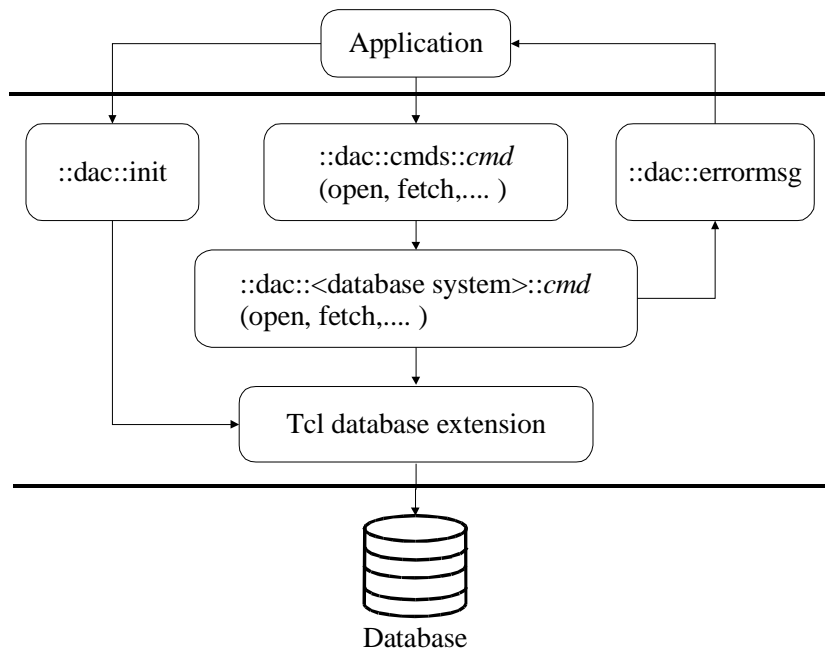 Application
::dac::init
::dac::cmds::cmd
(open, fetch,.... )
::dac::errormsg
::dac::<database system>::cmd
(open, fetch,.... )
Tcl database extension
Database